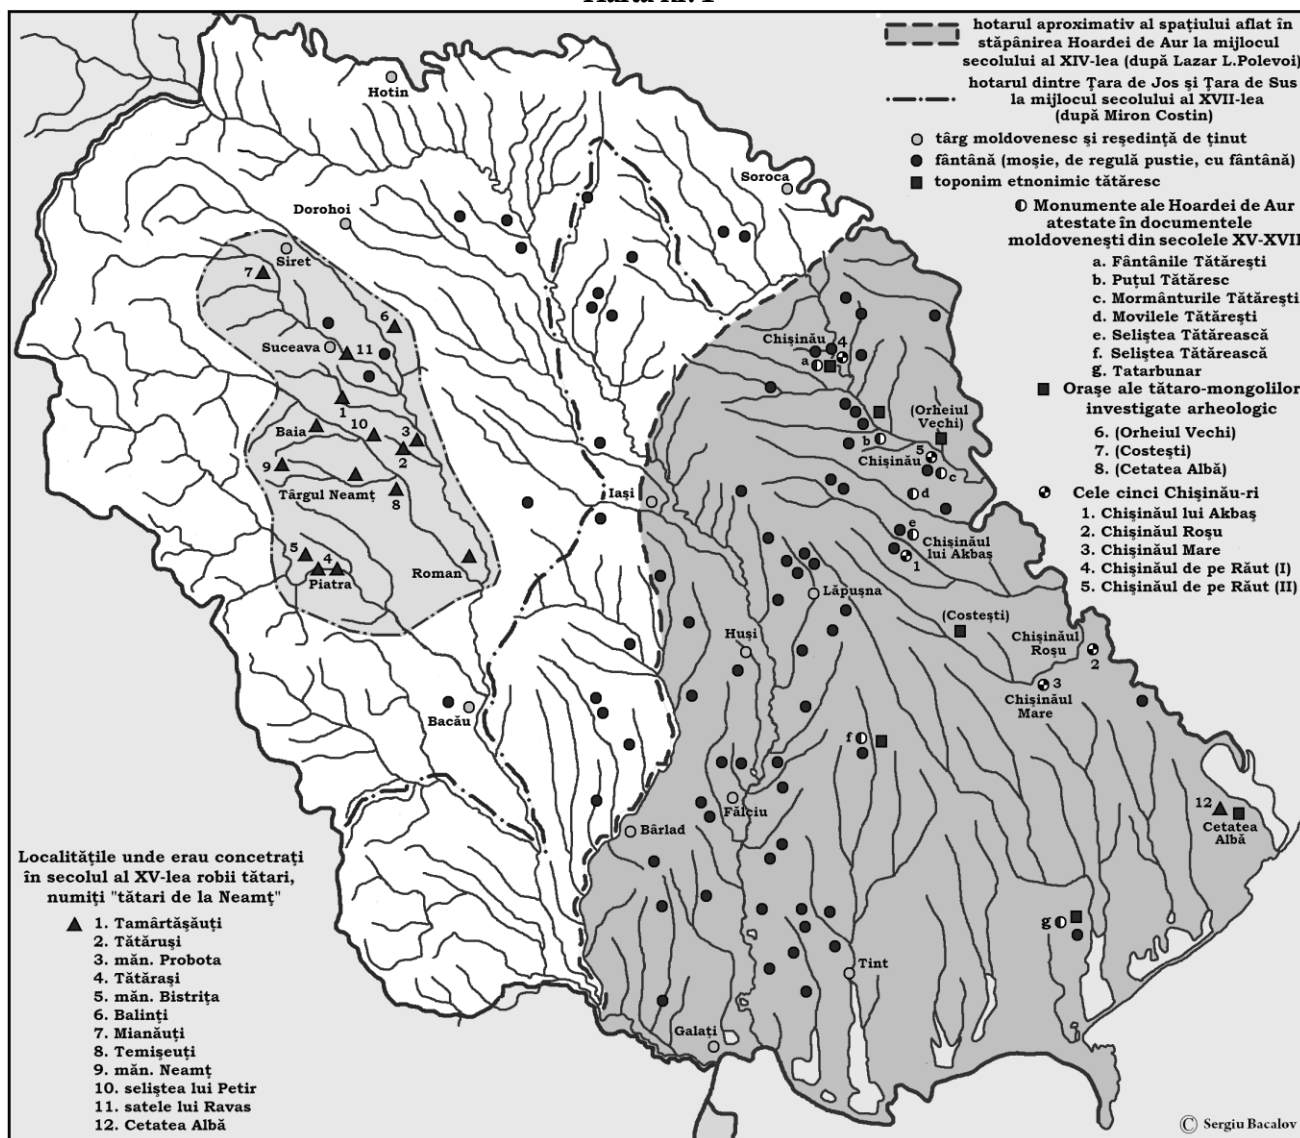 hotarul aproximativ al spațiului aflat în
stăpânirea Hoardei de Aur la mijlocul
secolului al XIV-lea (după Lazar L.Polevoi)
hotarul dintre Țara de Jos și Țara de Sus
la mijlocul secolului al XVII-lea
(după Miron Costin)
târg moldovenesc și reședință de ținut
fântână (moșie, de regulă pustie, cu fântână)
toponim etnonimic tătăresc
Monumente ale Hoardei de Aur
atestate în documentele
moldovenești din secolele XV-XVII
a. Fântânile Tătărești
b. Puțul Tătăresc
c. Mormânturile Tătărești
d. Movilele Tătărești
e. Seliștea Tătărească
f. Seliștea Tătărească
g. Tatarbunar
Orașe ale tătaro-mongolilor
investigate arheologic
6. (Orheiul Vechi)
7. (Costești)
8. (Cetatea Albă)
Cele cinci Chișinău-ri
1. Chișinăul lui Akbaș
2. Chișinăul Roșu
3. Chișinăul Mare
4. Chișinăul de pe Răut (I)
5. Chișinăul de pe Răut (II)
Hotin
Soroca
Dorohoi
Siret
7
6
Suceava
11
1
10
3
2
Baia
9
Târgul Neamț
8
5
4
Piatra
Roman
Iași
Chișinău
4
a
b
(Orheiul
Vechi)
5
Chișinău
c
d
e
Chișinăul
lui Akbaș
1
Lăpușna
(Costești)
Chișinăul
Roșu
2
3
Chișinăul
Mare
Huși
Bacău
f
Fălciu
Bârlad
12
Cetatea
Albă
g
Tint
Galați
Localitățile unde erau concetrați
în secolul al XV-lea robii tătari,
numiți "tătari de la Neamț"
1. Tamârtășăuți
2. Tătăruși
3. măn. Probota
4. Tătărași
5. măn. Bistrița
6. Balinți
7. Mianăuți
8. Temișeuți
9. măn. Neamț
10. seliștea lui Petir
11. satele lui Ravas
12. Cetatea Albă
© Sergiu Bacalov